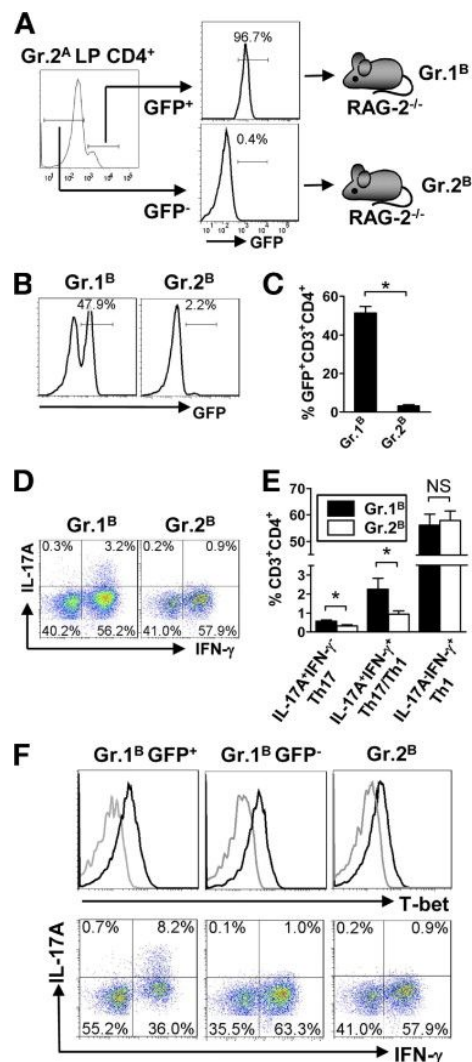 A
Gr.2ᴬ LP CD4⁺
GFP⁺
GFP⁻
96.7%
0.4%
10 10¹ 10² 10³ 10⁴
GFP
Gr.1ᴮ
RAG-2⁻/⁻
Gr.2ᴮ
RAG-2⁻/⁻
B
Gr.1ᴮ Gr.2ᴮ
47.9% 2.2%
GFP
C
% GFP⁺CD3⁺CD4⁺
60
40
20
0
*
Gr.1ᴮ Gr.2ᴮ
D
Gr.1ᴮ Gr.2ᴮ
IL-17A
0.3% 3.2% 0.2% 0.9%
40.2% 56.2% 41.0% 57.9%
IFN-γ
E
% CD3⁺CD4⁺
70
60
50
3
2
1
0
Gr.1ᴮ
Gr.2ᴮ
* * NS
IL-17A⁺IFN-γ⁻
Th17
IL-17A⁺IFN-γ⁺
Th17/Th1
IL-17A⁻IFN-γ⁺
Th1
F
Gr.1ᴮ GFP⁺ Gr.1ᴮ GFP⁻ Gr.2ᴮ
T-bet
IL-17A
0.7% 8.2% 0.1% 1.0% 0.2% 0.9%
55.2% 36.0% 35.5% 63.3% 41.0% 57.9%
IFN-γ